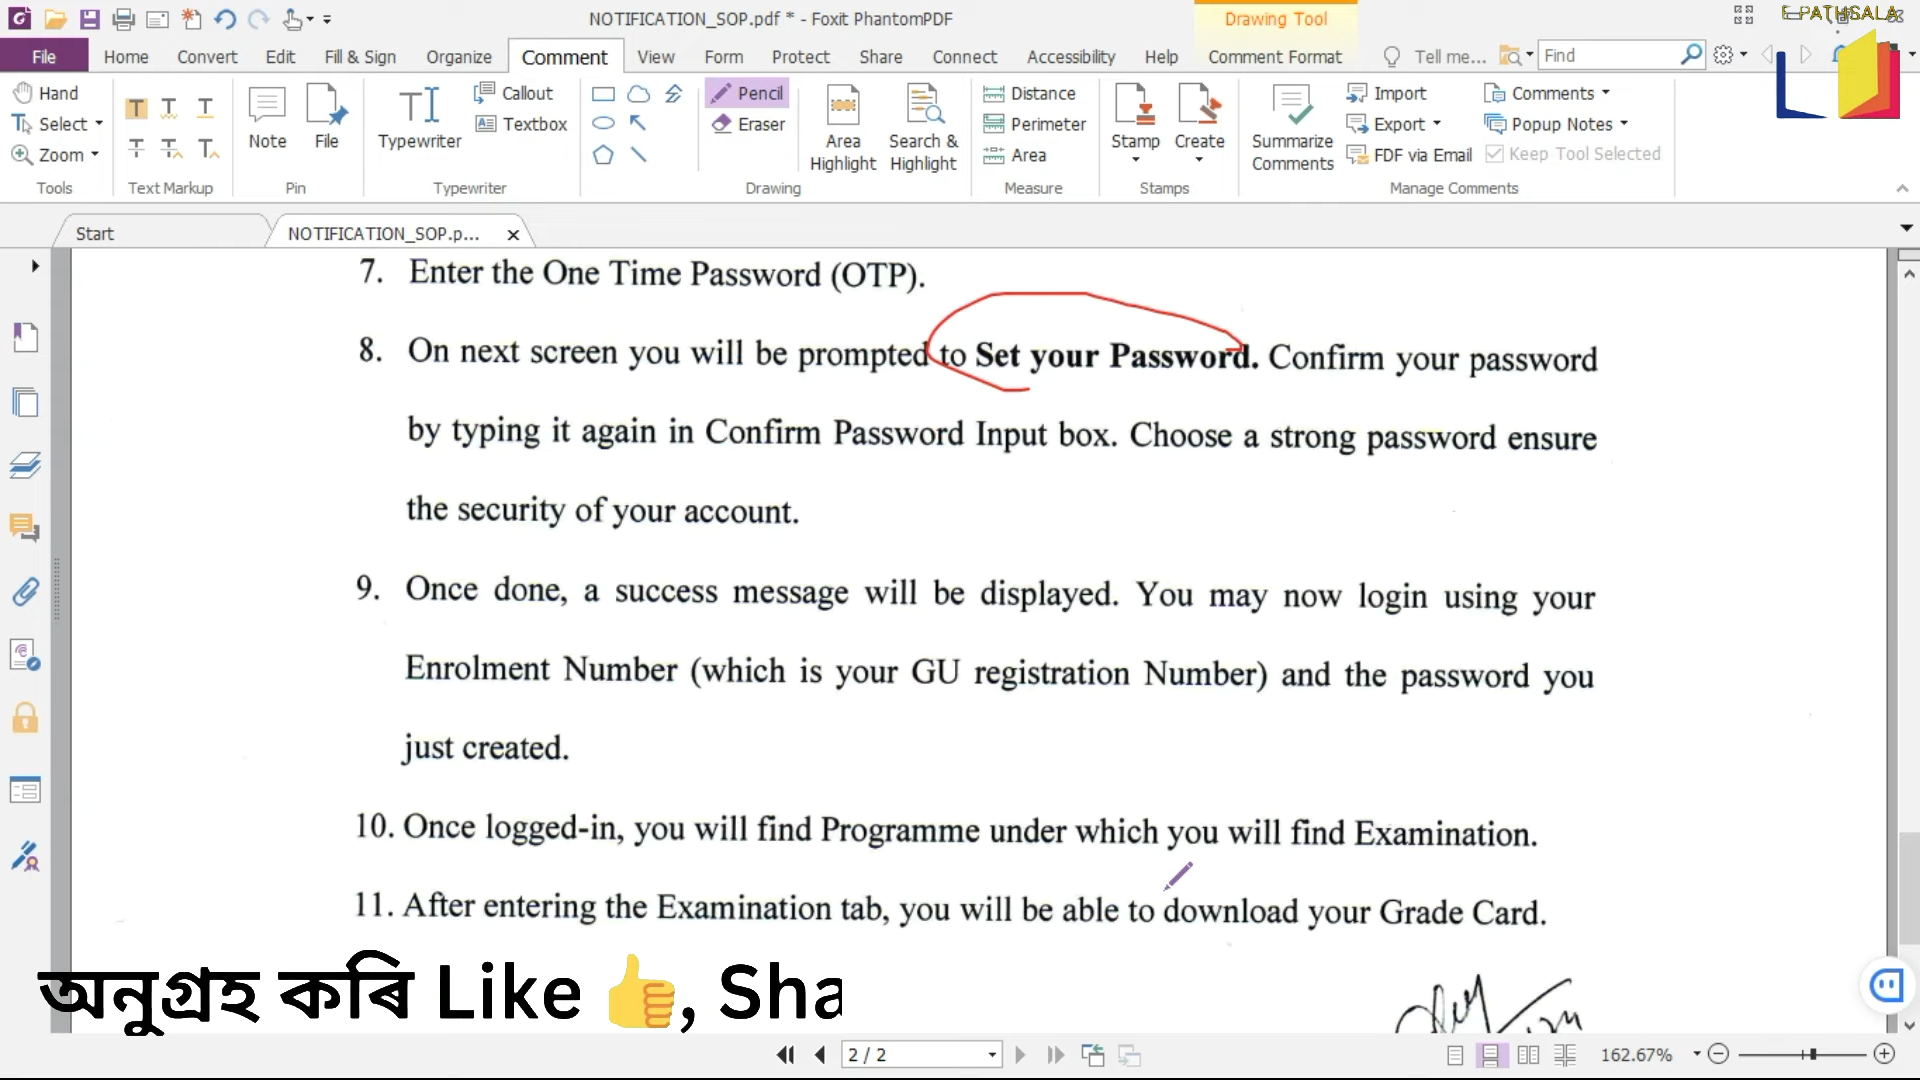 NOTIFICATION_SOP.pdf * - Foxit PhantomPDF
Drawing Tool
E-PATHSALA
File Home Convert Edit Fill & Sign Organize Comment View Form Protect Share Connect Accessibility Help Comment Format Tell me... Find
Hand
Select
Zoom
Tools
Text Markup
Note
File
Pin
Typewriter
Callout
Textbox
Typewriter
Pencil
Eraser
Area Highlight
Search & Highlight
Drawing
Distance
Perimeter
Area
Measure
Stamp
Create
Stamps
Summarize Comments
Import
Export
FDF via Email
Comments
Popup Notes
Keep Tool Selected
Manage Comments
Start
NOTIFICATION_SOP.p...
7. Enter the One Time Password (OTP).
8. On next screen you will be prompted to Set your Password. Confirm your password
by typing it again in Confirm Password Input box. Choose a strong password ensure
the security of your account.
9. Once done, a success message will be displayed. You may now login using your
Enrolment Number (which is your GU registration Number) and the password you
just created.
10. Once logged-in, you will find Programme under which you will find Examination.
11. After entering the Examination tab, you will be able to download your Grade Card.
অনুগ্ৰহ কৰি Like 👍, Sha
2 / 2
162.67%